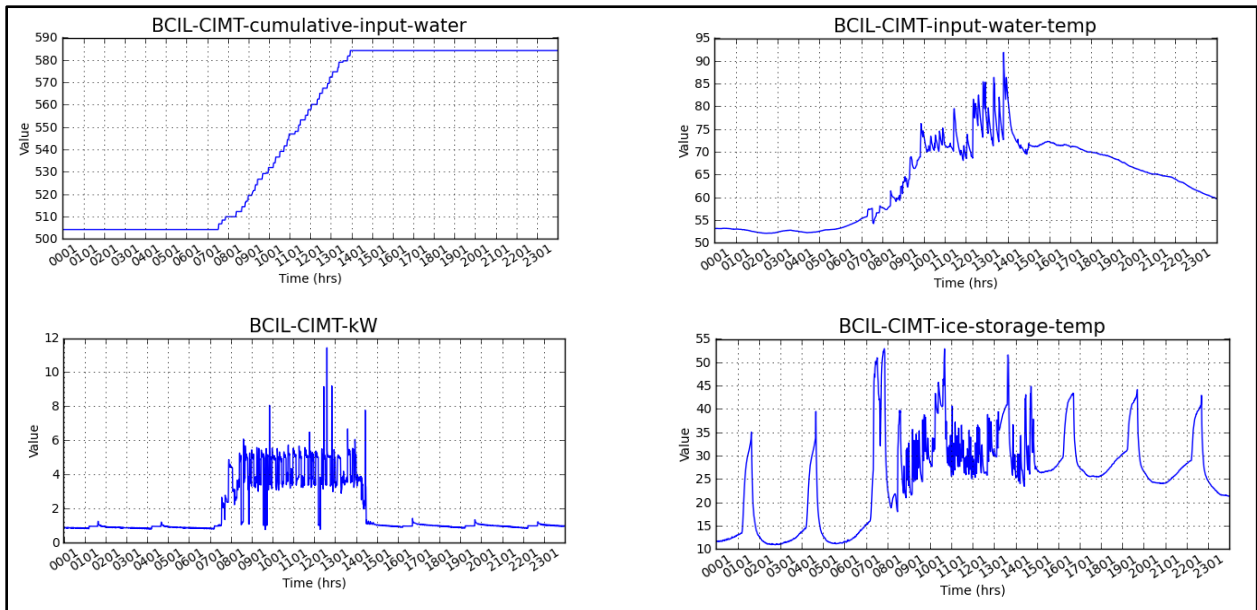 BCIL-CIMT-cumulative-input-water
590
580
570
560
550
540
530
520
510
500
Value
0001 0101 0201 0301 0401 0501 0601 0701 0801 0901 1001 1101 1201 1301 1401 1501 1601 1701 1801 1901 2001 2101 2201 2301
Time (hrs)
BCIL-CIMT-input-water-temp
95
90
85
80
75
70
65
60
55
50
Value
0001 0101 0201 0301 0401 0501 0601 0701 0801 0901 1001 1101 1201 1301 1401 1501 1601 1701 1801 1901 2001 2101 2201 2301
Time (hrs)
BCIL-CIMT-kW
12
10
8
6
4
2
0
Value
0001 0101 0201 0301 0401 0501 0601 0701 0801 0901 1001 1101 1201 1301 1401 1501 1601 1701 1801 1901 2001 2101 2201 2301
Time (hrs)
BCIL-CIMT-ice-storage-temp
55
50
45
40
35
30
25
20
15
10
Value
0001 0101 0201 0301 0401 0501 0601 0701 0801 0901 1001 1101 1201 1301 1401 1501 1601 1701 1801 1901 2001 2101 2201 2301
Time (hrs)